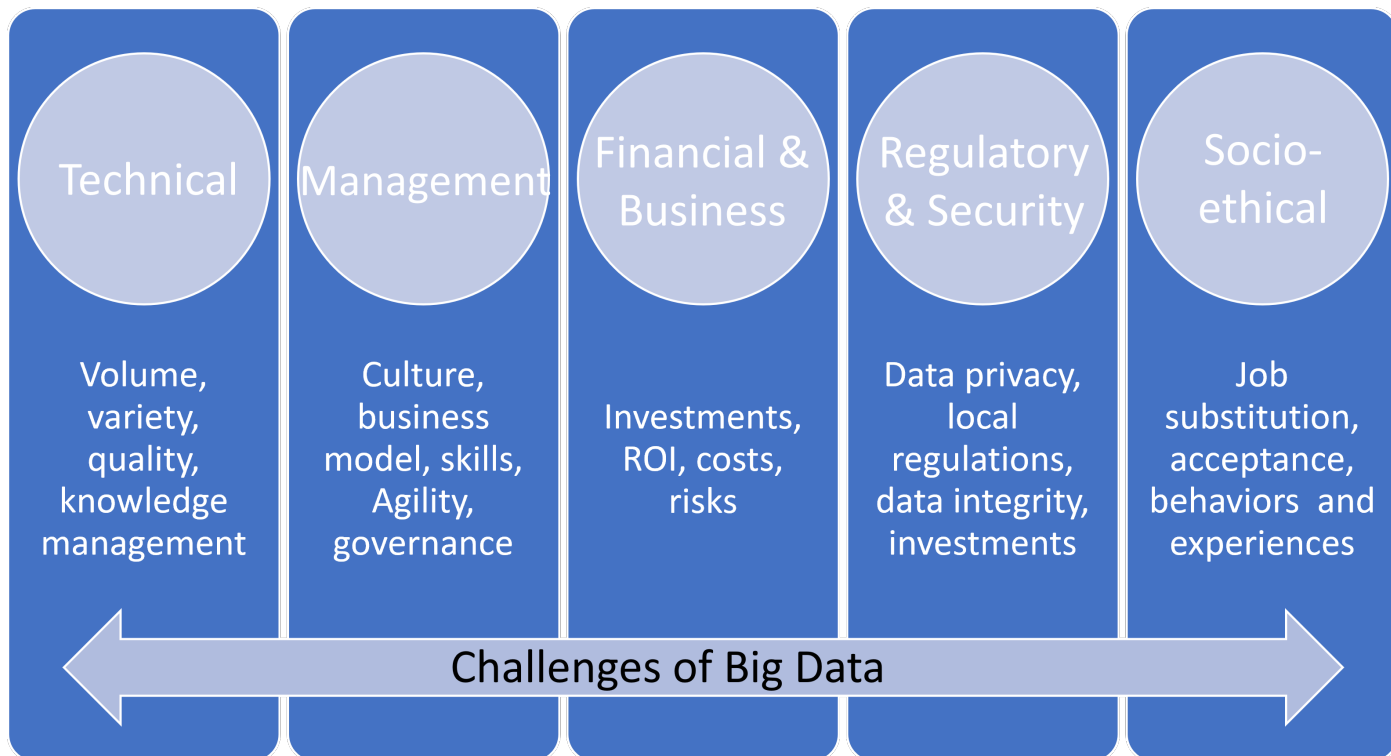 Technical
Volume,
variety,
quality,
knowledge
management
Management
Culture,
business
model, skills,
Agility,
governance
Financial &
Business
Investments,
ROI, costs,
risks
Regulatory
& Security
Data privacy,
local
regulations,
data integrity,
investments
Socio-
ethical
Job
substitution,
acceptance,
behaviors  and
experiences
Challenges of Big Data